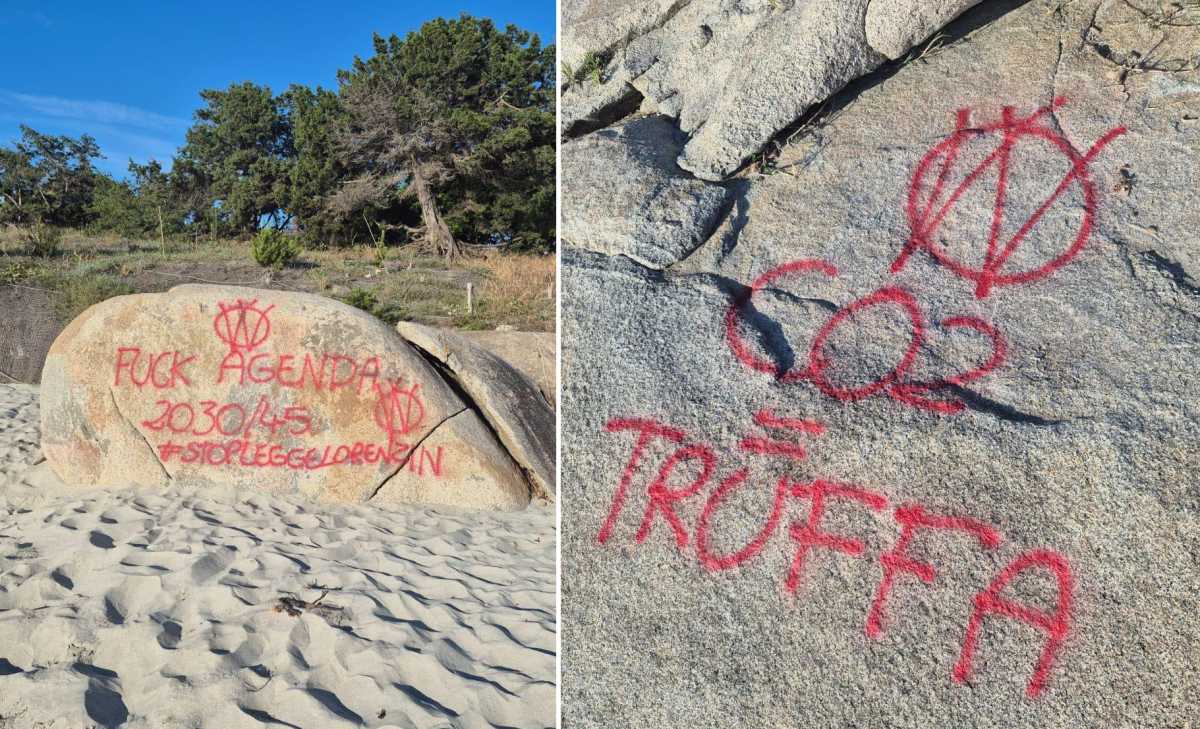 FUCK AGENDA
2030/45
#STOPLEGGELORENZIN
CO2
=
TRUFFA